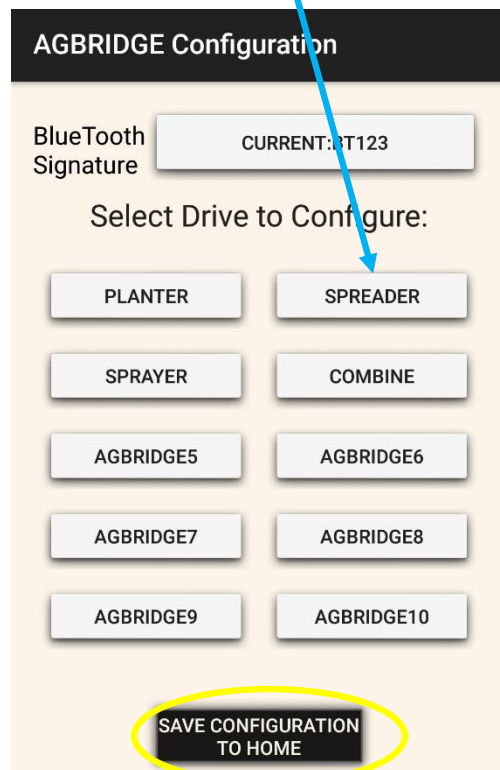 AGBRIDGE Configuration
BlueTooth
Signature
CURRENT:BT123
Select Drive to Configure:
PLANTER
SPREADER
SPRAYER
COMBINE
AGBRIDGE5
AGBRIDGE6
AGBRIDGE7
AGBRIDGE8
AGBRIDGE9
AGBRIDGE10
SAVE CONFIGURATION
TO HOME